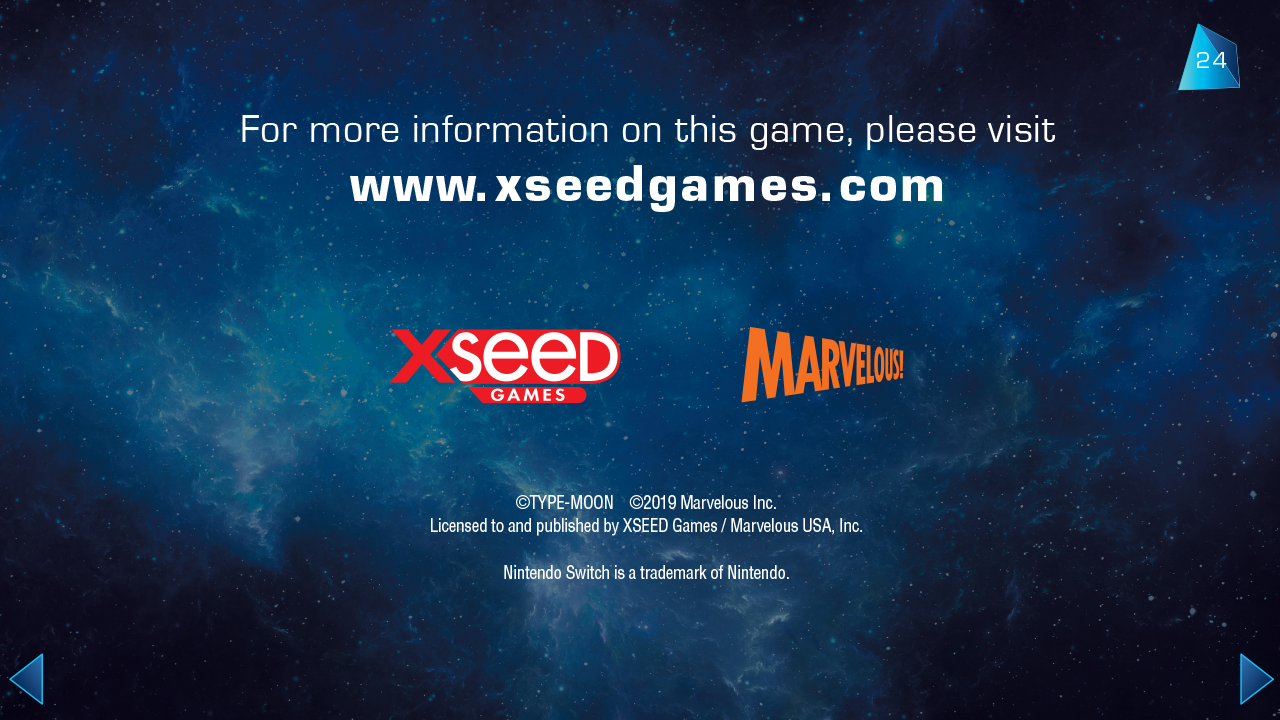 24
For more information on this game, please visit
www.xseedgames.com
XSEED
GAMES
MARVELOUS!
©TYPE-MOON ©2019 Marvelous Inc.
Licensed to and published by XSEED Games / Marvelous USA, Inc.
Nintendo Switch is a trademark of Nintendo.